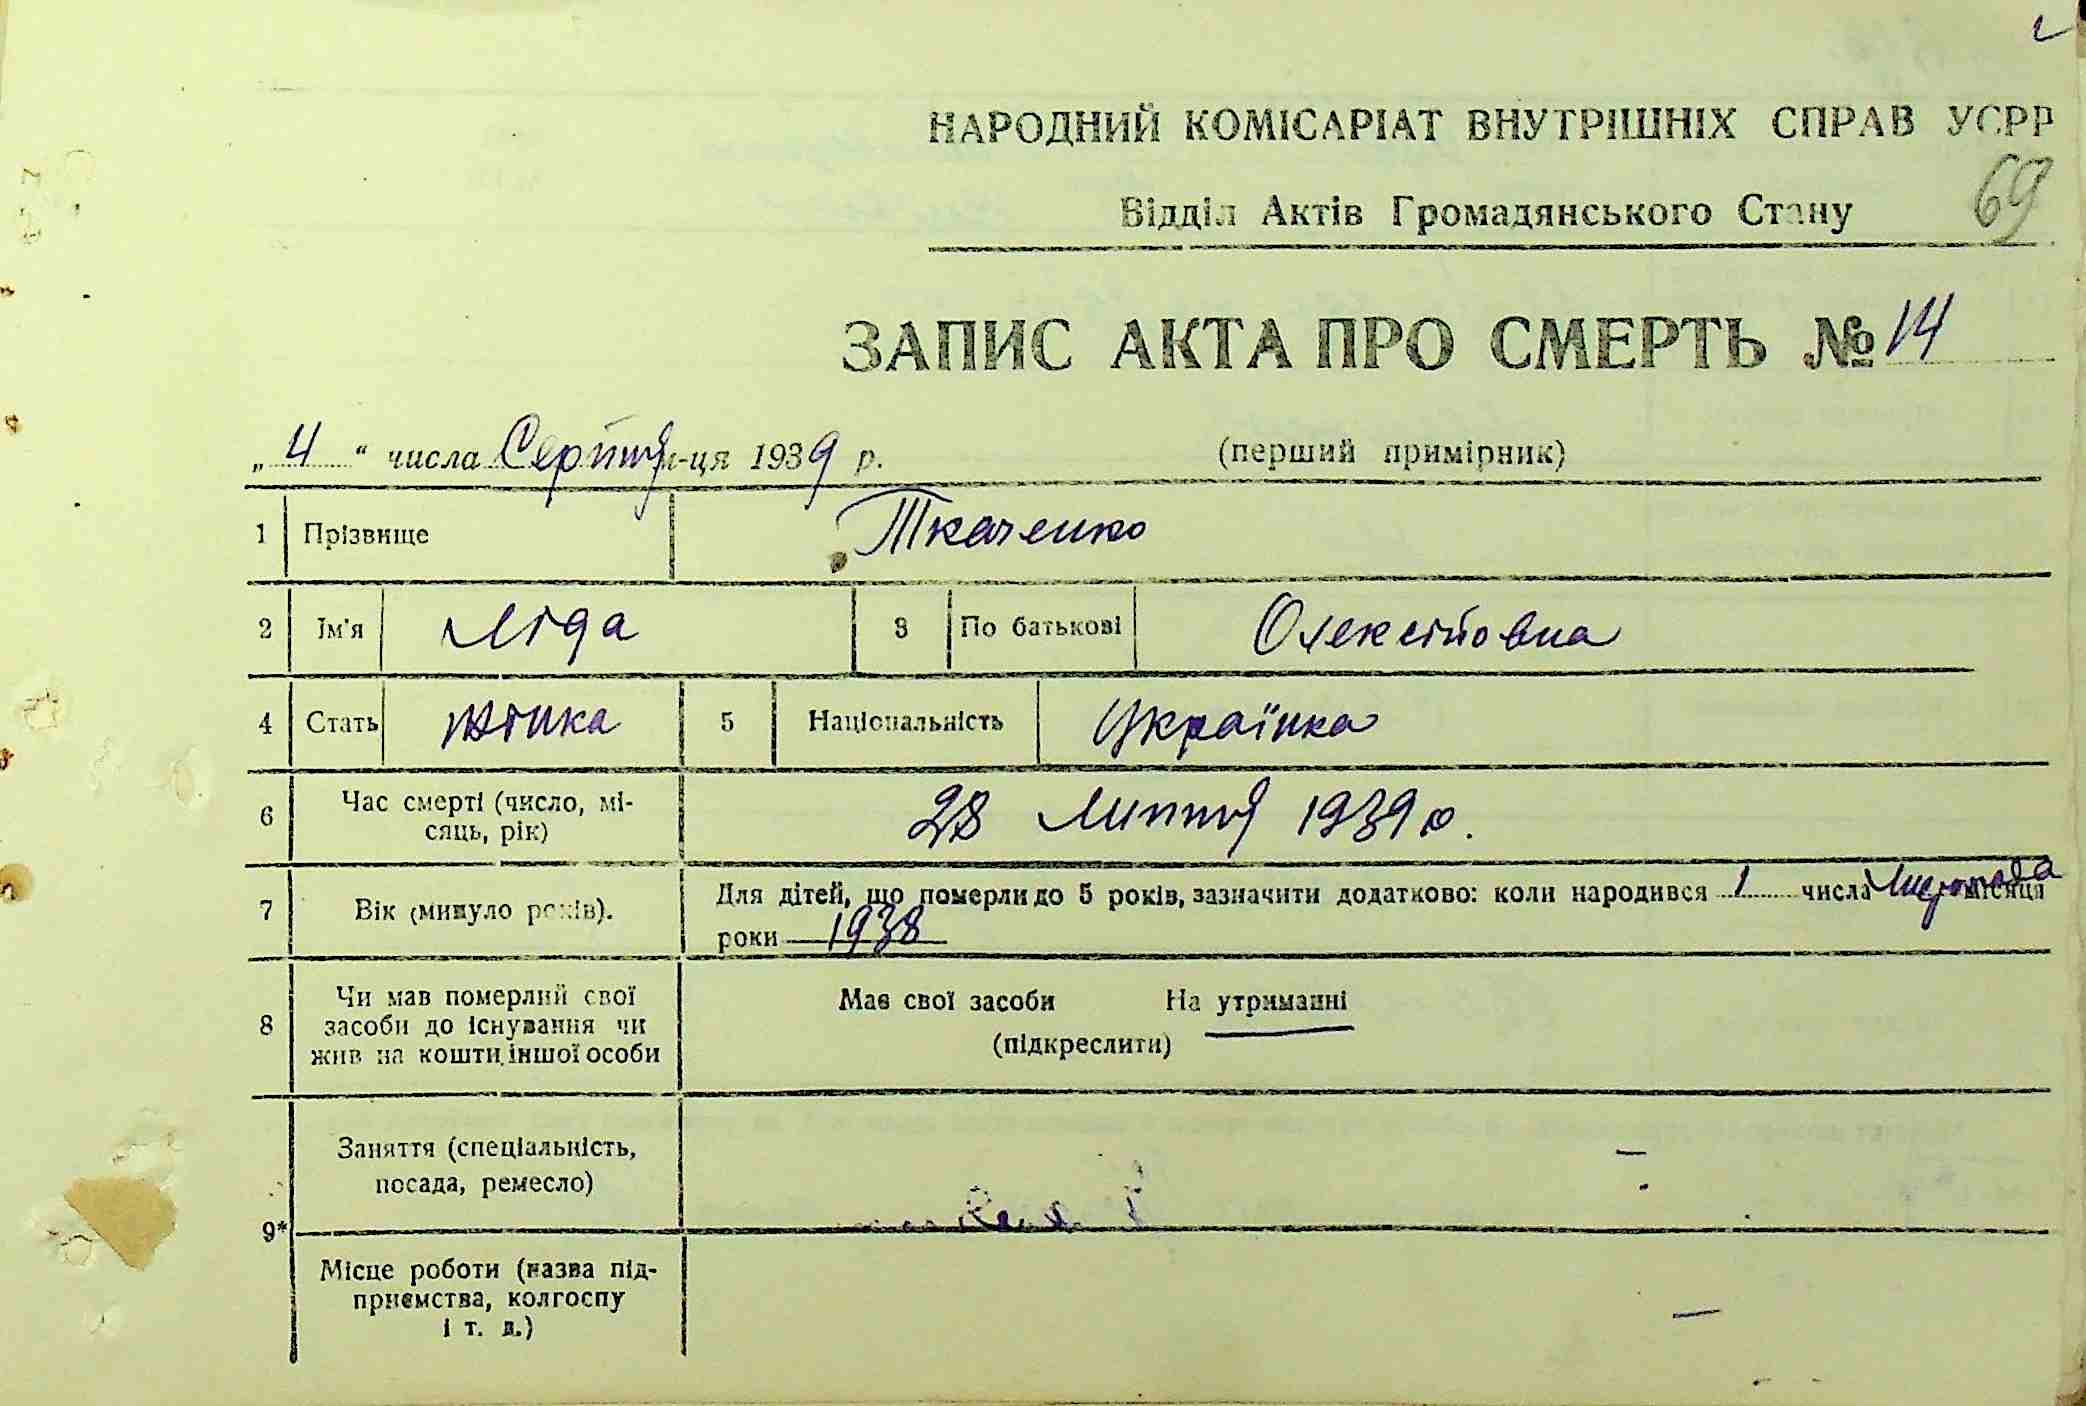 НАРОДНИЙ КОМІСАРІАТ ВНУТРІШНІХ СПРАВ УСРР
69
Відділ Актів Громадянського Стану
ЗАПИС АКТА ПРО СМЕРТЬ № 14
„ 4 “ числа Серпня м-ця 1939 р. (перший примірник)
1 Прізвище Ткаченко
2 Ім'я Ліда 3 По батькові Олексіївна
4 Стать жінка 5 Національність Українка
6 Час смерті (число, мі-
сяць, рік) 28 Липня 1939 р.
7 Вік (минуло років). Для дітей, що померли до 5 років, зазначити додатково: коли народився 1 числа Листопада місяця
роки 1938
8 Чи мав померлий свої
засоби до існування чи
жив на кошти іншої особи
Має свої засоби На утриманні
(підкреслити)
9* Заняття (спеціальність,
посада, ремесло) —
Місце роботи (назва під-
приємства, колгоспу
і т. д.) —